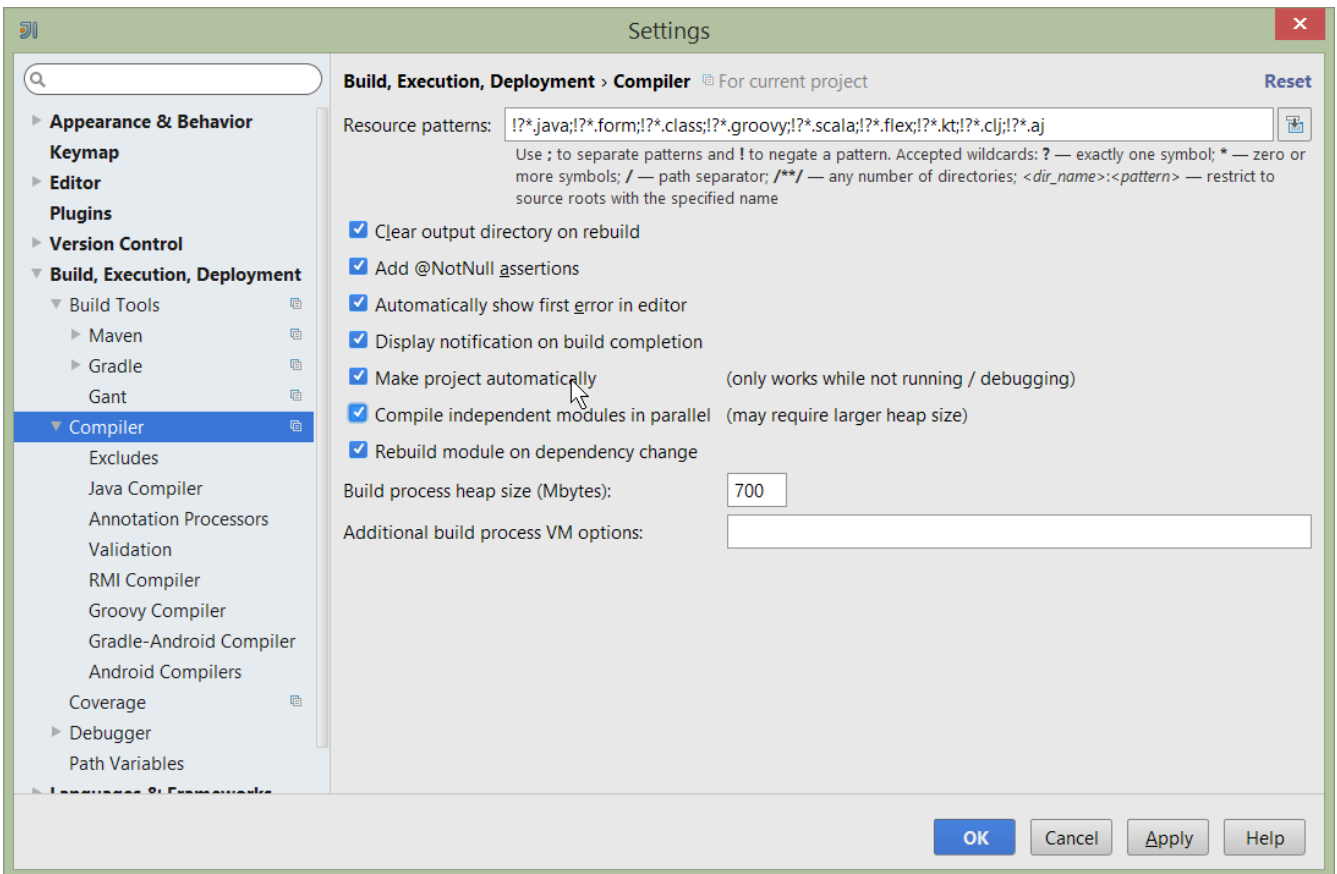 Settings
Build, Execution, Deployment › Compiler For current project Reset
Appearance & Behavior
Keymap
Editor
Plugins
Version Control
Build, Execution, Deployment
Build Tools
Maven
Gradle
Gant
Compiler
Excludes
Java Compiler
Annotation Processors
Validation
RMI Compiler
Groovy Compiler
Gradle-Android Compiler
Android Compilers
Coverage
Debugger
Path Variables
Languages & Frameworks
Resource patterns: !?*.java;!?*.form;!?*.class;!?*.groovy;!?*.scala;!?*.flex;!?*.kt;!?*.clj;!?*.aj
Use ; to separate patterns and ! to negate a pattern. Accepted wildcards: ? — exactly one symbol; * — zero or
more symbols; / — path separator; /**/ — any number of directories; <dir_name>:<pattern> — restrict to
source roots with the specified name
Clear output directory on rebuild
Add @NotNull assertions
Automatically show first error in editor
Display notification on build completion
Make project automatically (only works while not running / debugging)
Compile independent modules in parallel (may require larger heap size)
Rebuild module on dependency change
Build process heap size (Mbytes): 700
Additional build process VM options:
OK Cancel Apply Help